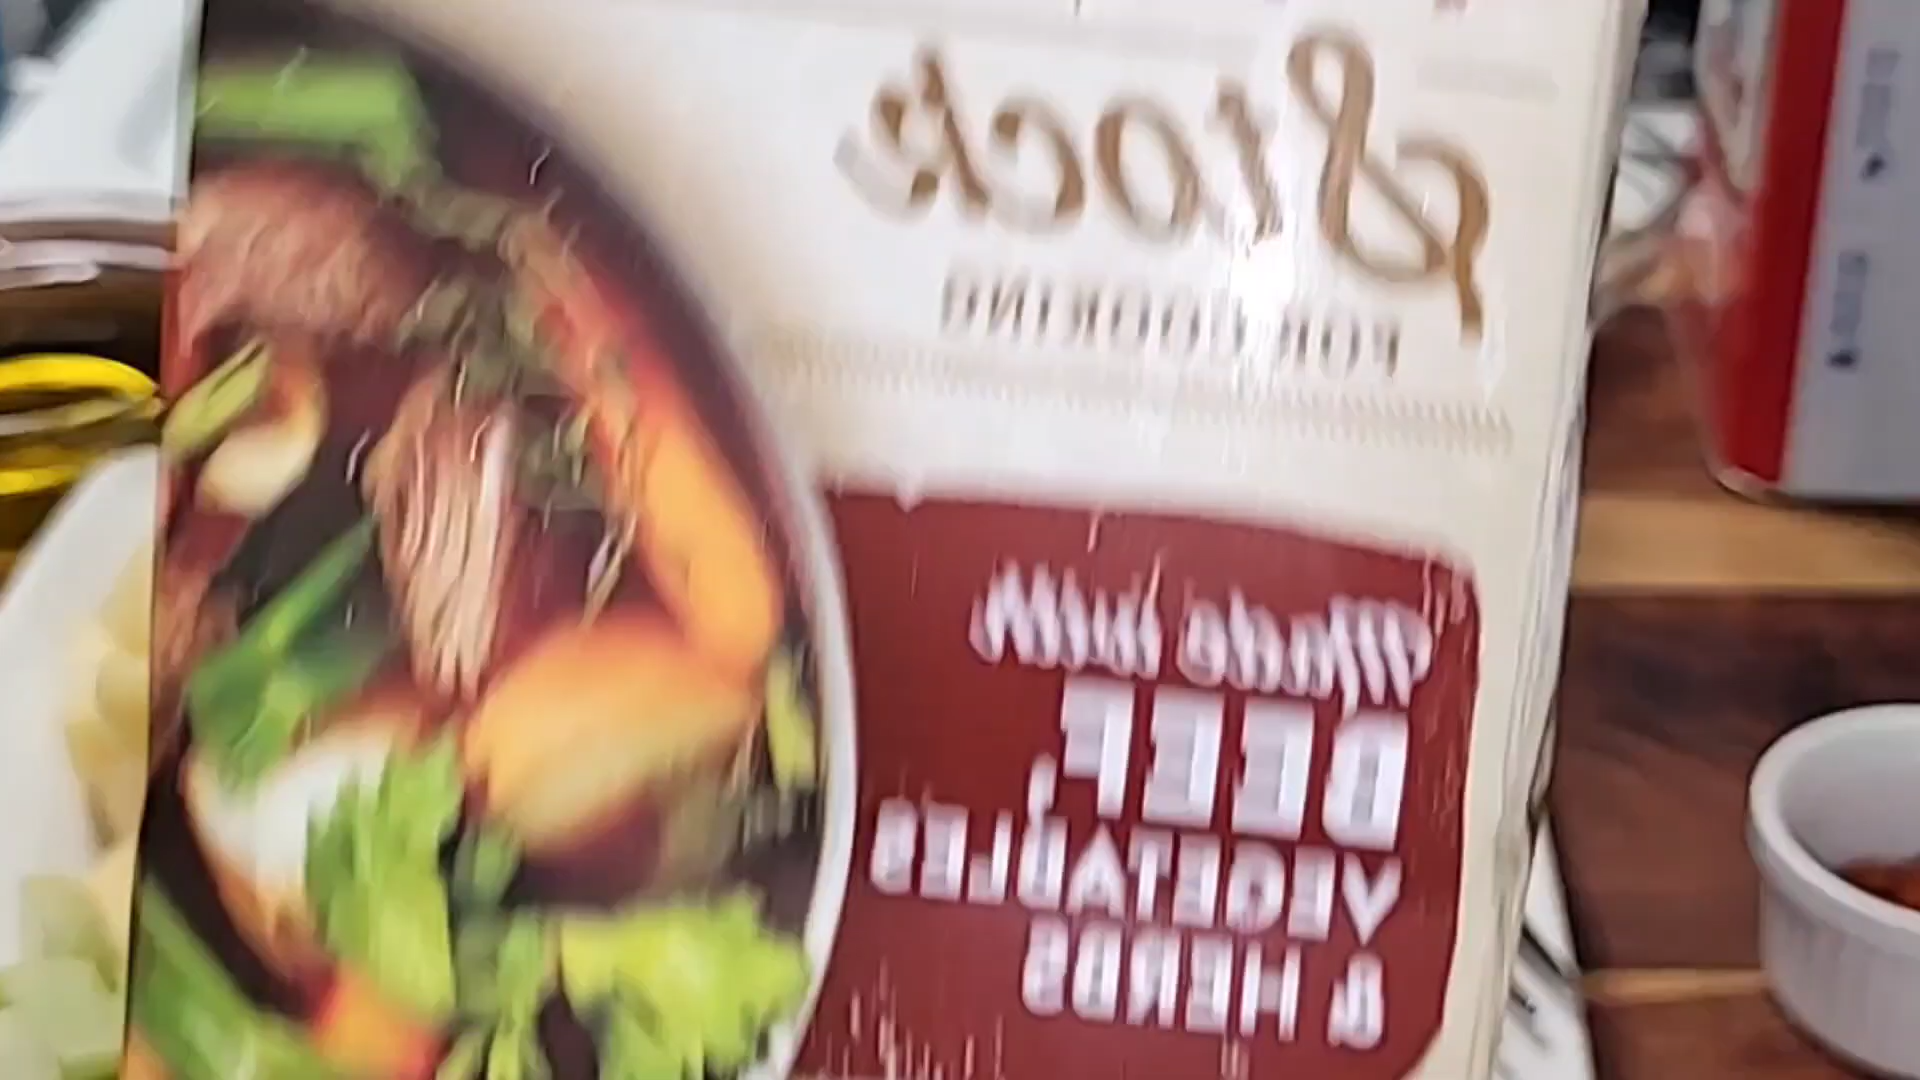 Stock
FOR COOKING
Made with
BEEF,
VEGETABLES
& HERBS